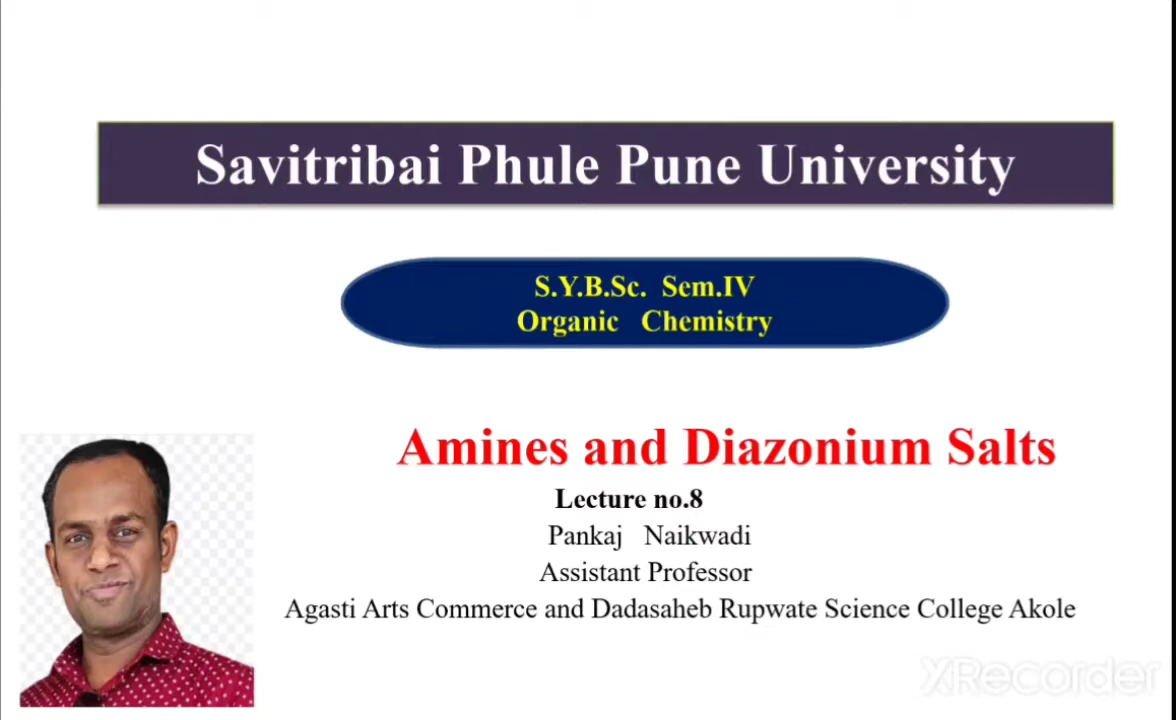 Savitribai Phule Pune University
S.Y.B.Sc. Sem.IV
Organic Chemistry
Amines and Diazonium Salts
Lecture no.8
Pankaj Naikwadi
Assistant Professor
Agasti Arts Commerce and Dadasaheb Rupwate Science College Akole
XRecorder